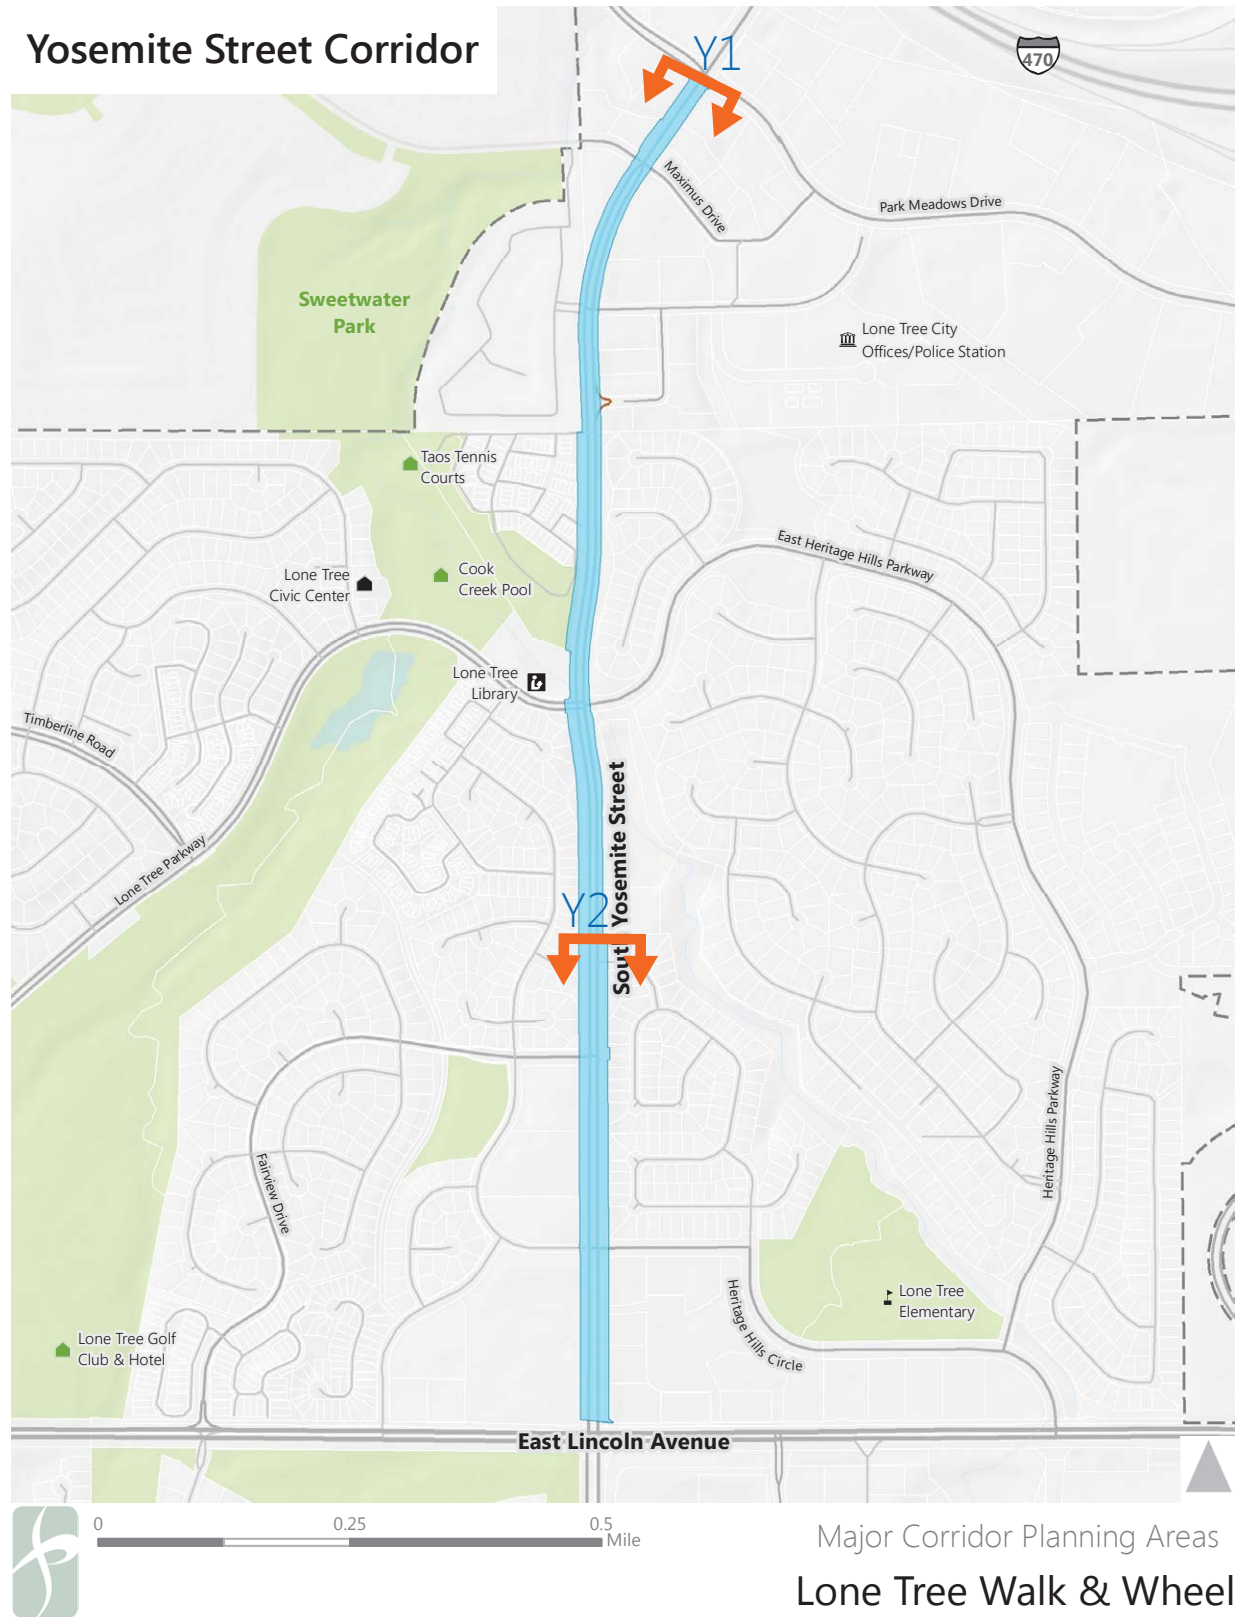 Yosemite Street Corridor
Y1
470
Maximus Drive
Park Meadows Drive
Sweetwater
Park
Lone Tree City
Offices/Police Station
Taos Tennis
Courts
East Heritage Hills Parkway
Lone Tree
Civic Center
Cook
Creek Pool
Lone Tree
Library
Timberline Road
South Yosemite Street
Lone Tree Parkway
Y2
Heritage Hills Parkway
Fairview Drive
Lone Tree
Elementary
Heritage Hills Circle
Lone Tree Golf
Club & Hotel
East Lincoln Avenue
0 0.25 0.5
Mile
Major Corridor Planning Areas
Lone Tree Walk & Wheel